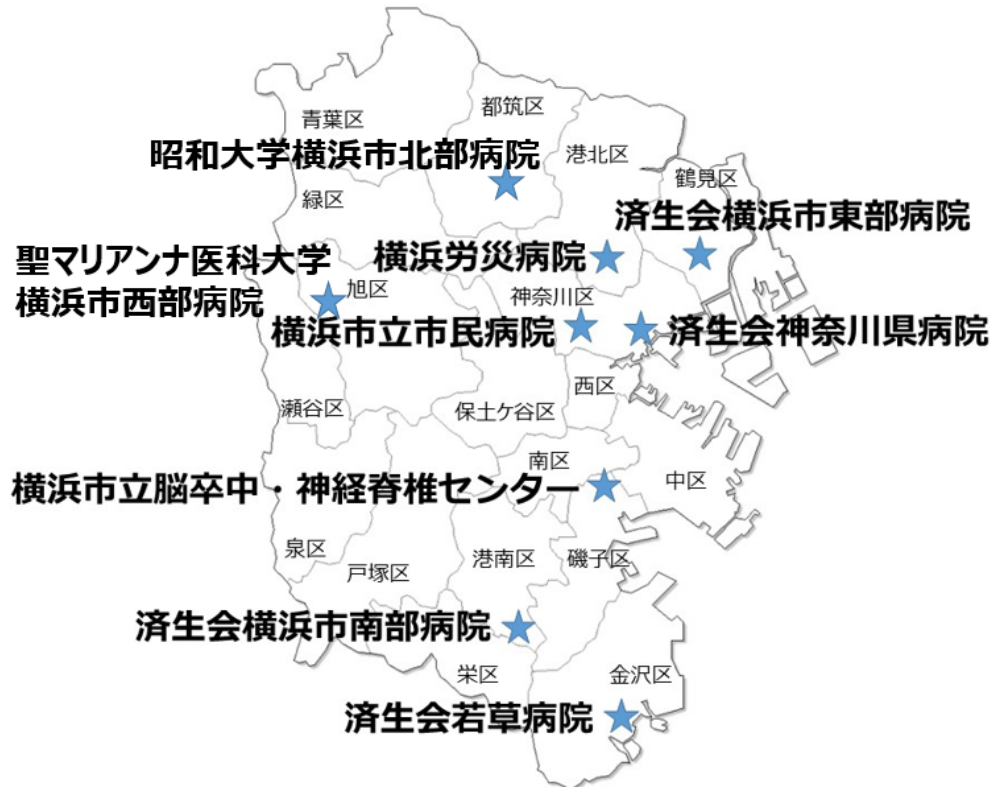 青葉区
都筑区
昭和大学横浜市北部病院
港北区
鶴見区
緑区
済生会横浜市東部病院
聖マリアンナ医科大学
横浜市西部病院
旭区
横浜労災病院
神奈川区
横浜市立市民病院
済生会神奈川県病院
西区
瀬谷区
保土ケ谷区
南区
中区
横浜市立脳卒中・神経脊椎センター
泉区
戸塚区
港南区
磯子区
済生会横浜市南部病院
栄区
金沢区
済生会若草病院